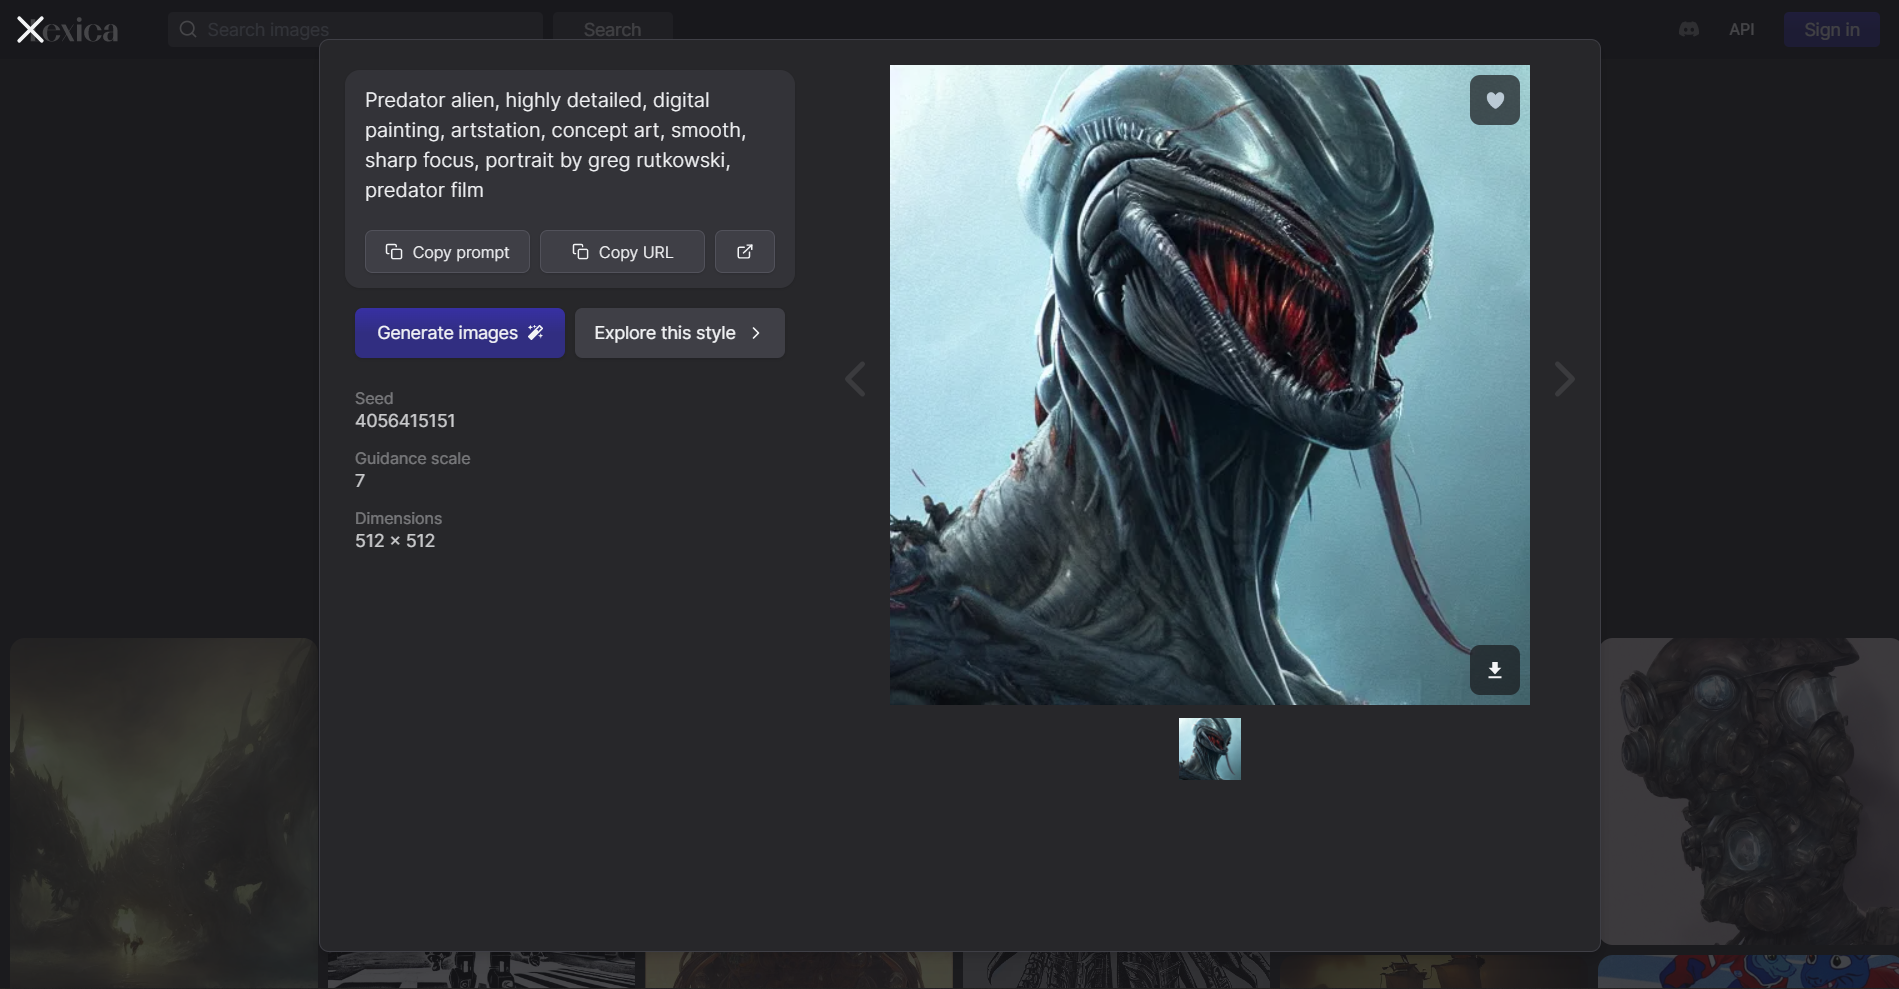 Lexica
Search images
Search
API
Sign in
Predator alien, highly detailed, digital
painting, artstation, concept art, smooth,
sharp focus, portrait by greg rutkowski,
predator film
Copy prompt
Copy URL
Generate images
Explore this style
Seed
4056415151
Guidance scale
7
Dimensions
512 × 512